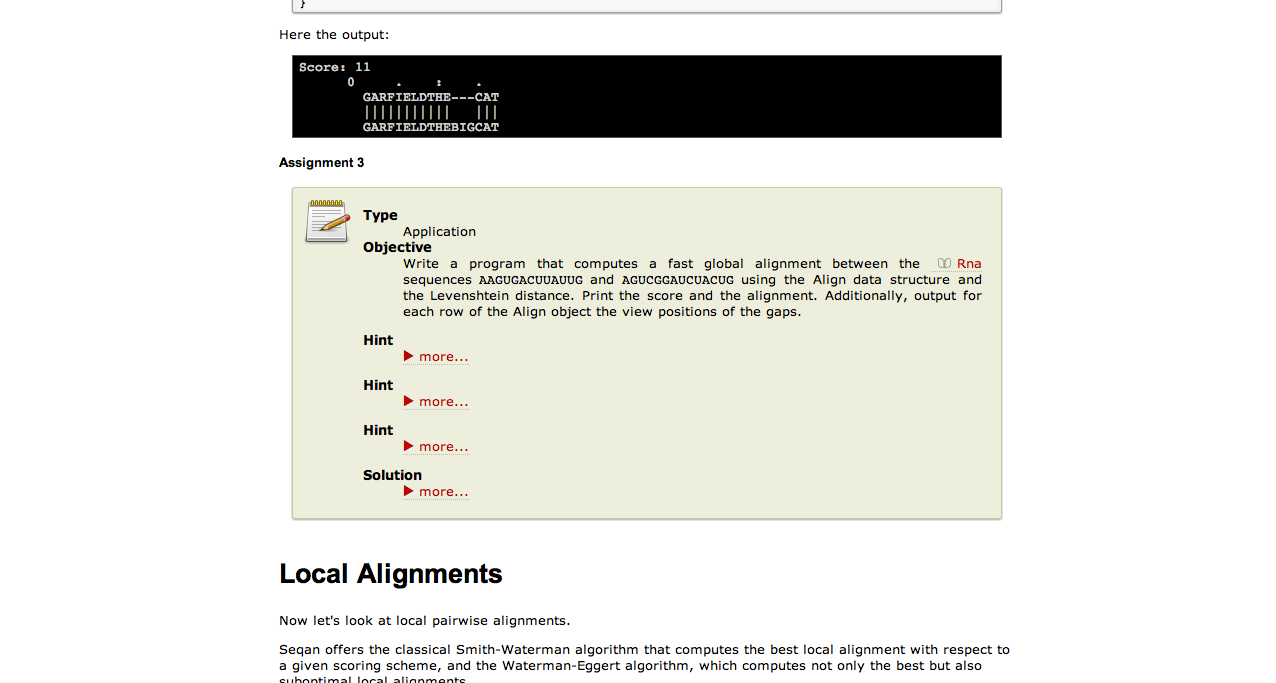 }
Here the output:
Score: 11
0 . : .
GARFIELDTHE---CAT
||||||||||| |||
GARFIELDTHEBIGCAT
Assignment 3
Type
Application
Objective
Write a program that computes a fast global alignment between the Rna
sequences AAGUGACUUAUUG and AGUCGGAUCUACUG using the Align data structure and
the Levenshtein distance. Print the score and the alignment. Additionally, output for
each row of the Align object the view positions of the gaps.
Hint
more...
Hint
more...
Hint
more...
Solution
more...
Local Alignments
Now let's look at local pairwise alignments.
Seqan offers the classical Smith-Waterman algorithm that computes the best local alignment with respect to
a given scoring scheme, and the Waterman-Eggert algorithm, which computes not only the best but also
suboptimal local alignments.